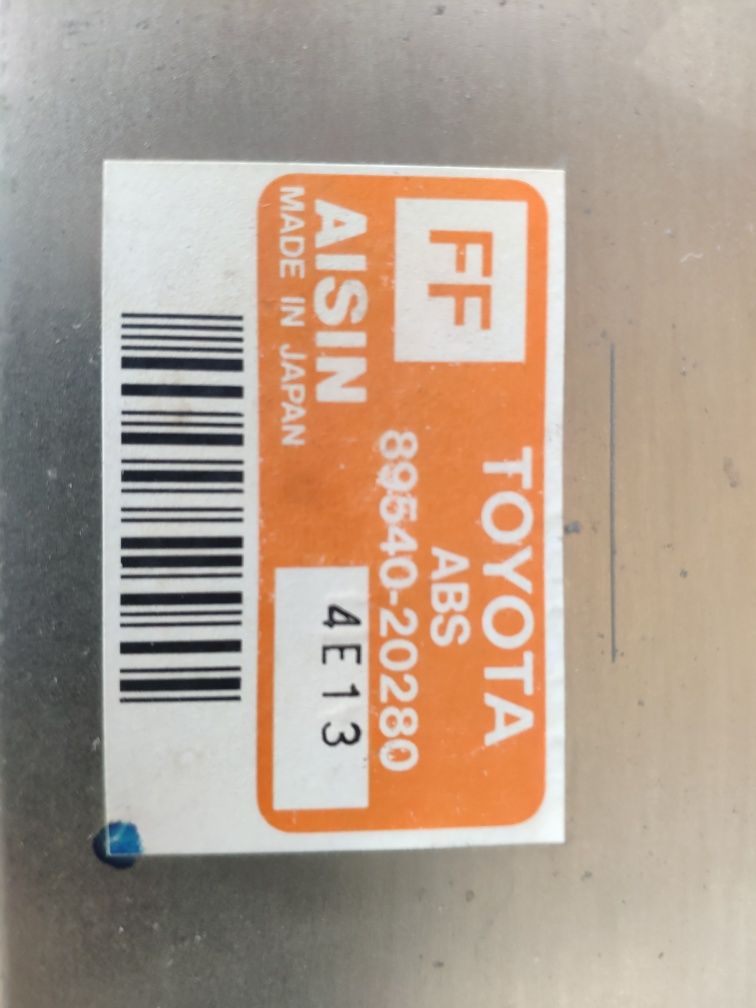 FF
TOYOTA
ABS
89540-20280
AISIN
MADE IN JAPAN
4E13